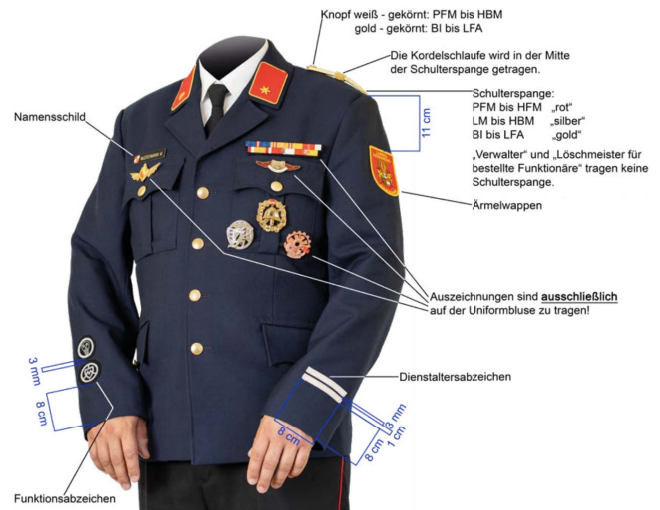 Knopf weiß - gekörnt: PFM bis HBM
gold - gekörnt: BI bis LFA
Die Kordelschlaufe wird in der Mitte
der Schulterspange getragen.
Schulterspange:
PFM bis HFM „rot“
LM bis HBM „silber“
BI bis LFA „gold“
„Verwalter“ und „Löschmeister für
bestellte Funktionäre“ tragen keine
Schulterspange.
11 cm
Namensschild
Ärmelwappen
Auszeichnungen sind ausschließlich
auf der Uniformbluse zu tragen!
Dienstaltersabzeichen
3 mm
8 cm
8 cm
8 cm
3 mm
1 cm
Funktionsabzeichen